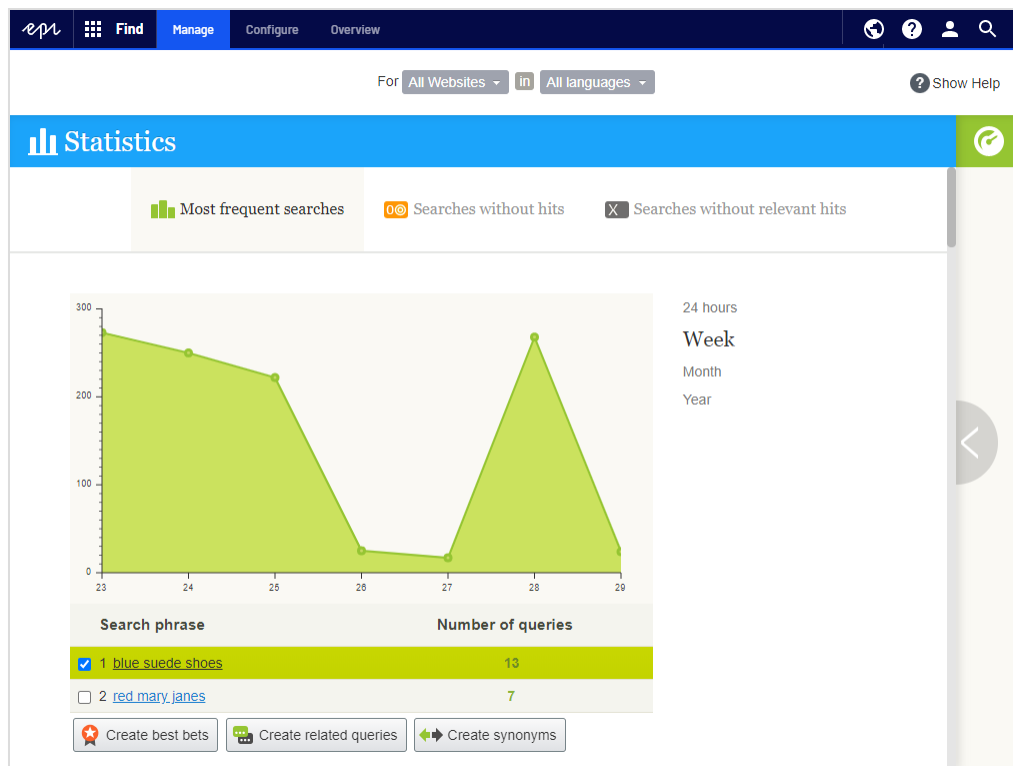 epi Find Manage Configure Overview
For All Websites in All languages
? Show Help
Statistics
Most frequent searches
Searches without hits
X Searches without relevant hits
300
200
100
0
23 24 25 26 27 28 29
24 hours
Week
Month
Year
Search phrase Number of queries
1 blue suede shoes 13
2 red mary janes 7
Create best bets Create related queries Create synonyms